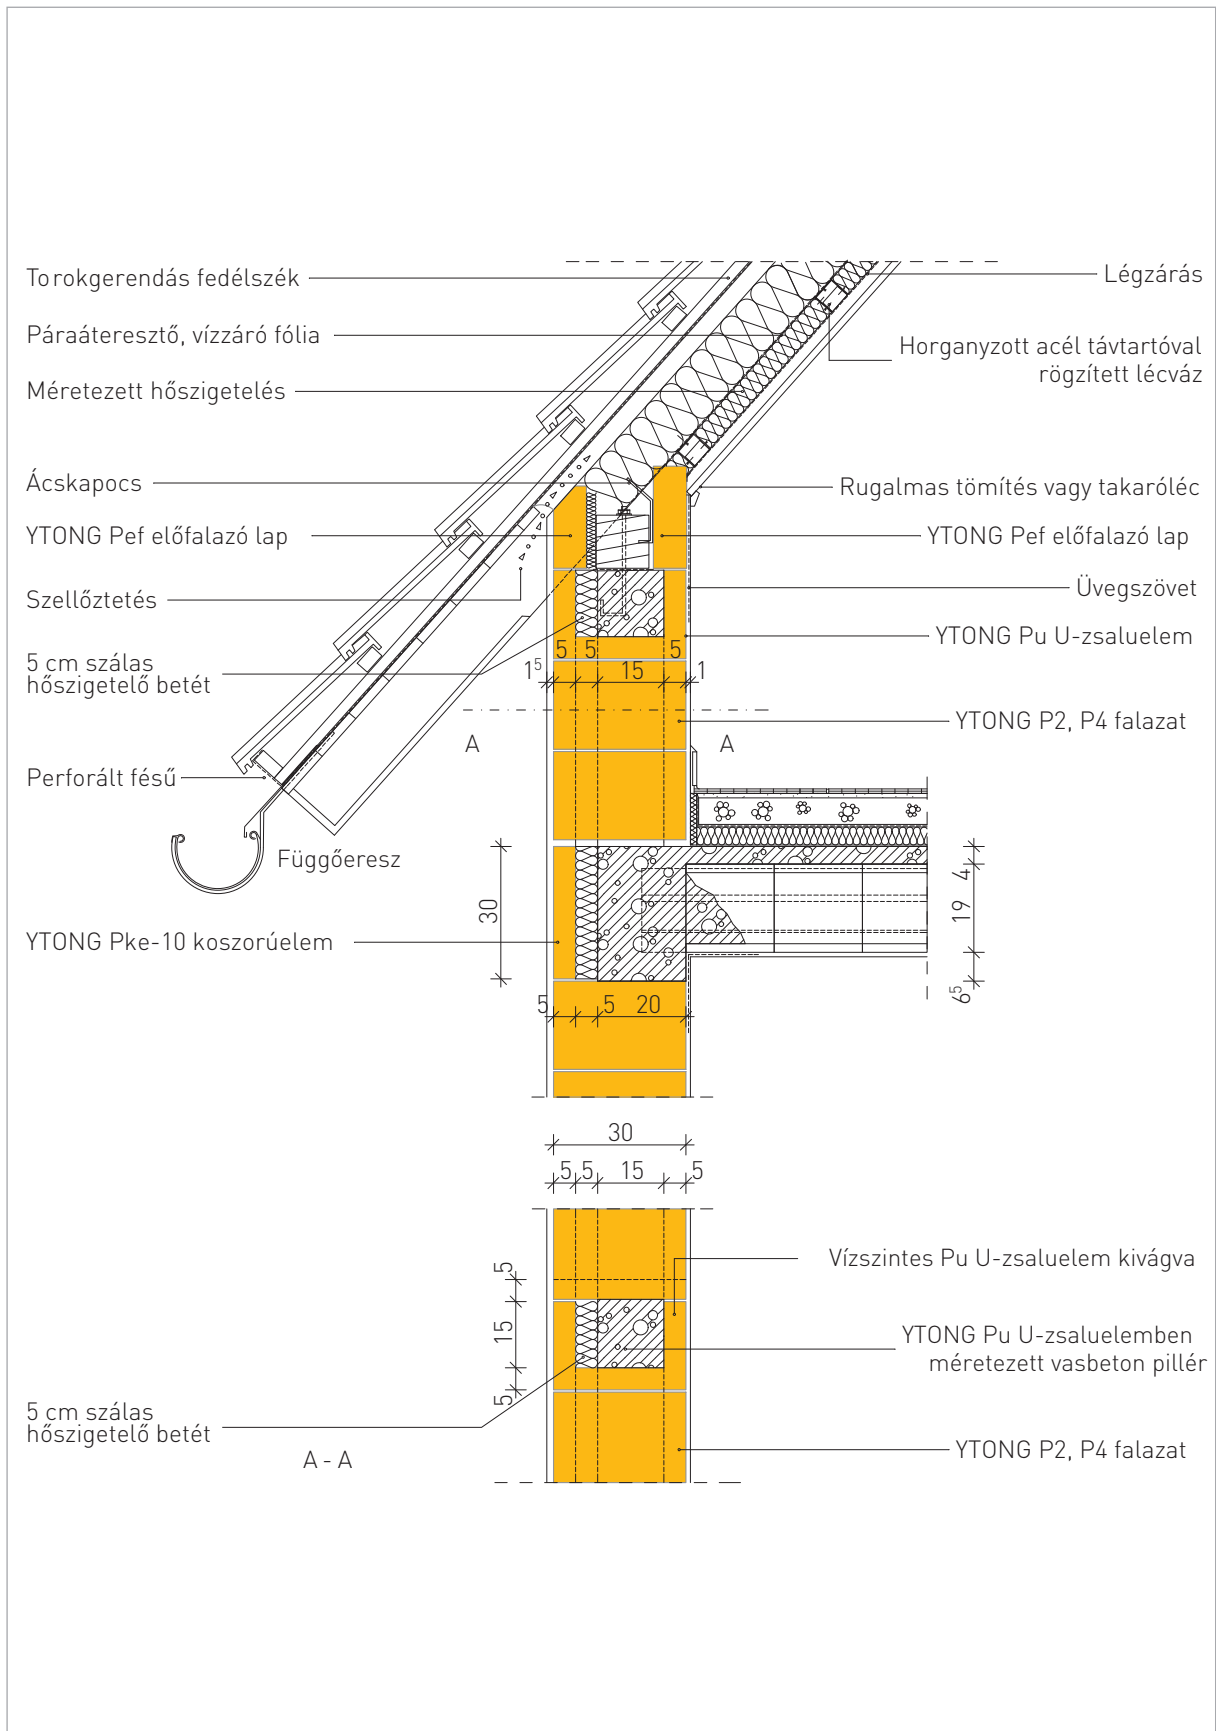 Torokgerendás fedélszék
Légzárás
Páraáteresztő, vízzáró fólia
Horganyzott acél távtartóval
rögzített lécváz
Méretezett hőszigetelés
Ácskapocs
Rugalmas tömítés vagy takaróléc
YTONG Pef előfalazó lap
YTONG Pef előfalazó lap
Szellőztetés
Üvegszövet
YTONG Pu U-zsaluelem
5 cm szálas
hőszigetelő betét
5 5 5
1⁵ 15 1
YTONG P2, P4 falazat
A A
Perforált fésű
Függőeresz
30
4
19
6⁵
YTONG Pke-10 koszorúelem
5 5 20
30
5 5 15 5
5
15
5
Vízszintes Pu U-zsaluelem kivágva
YTONG Pu U-zsaluelemben
méretezett vasbeton pillér
5 cm szálas
hőszigetelő betét
YTONG P2, P4 falazat
A - A